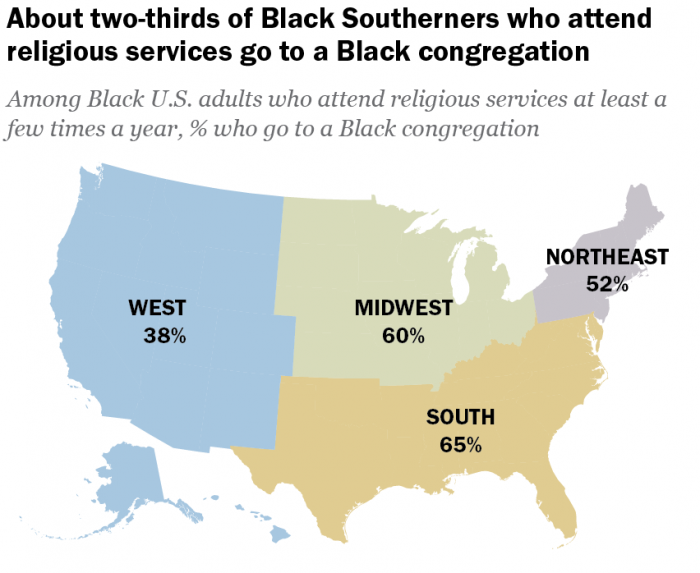 About two-thirds of Black Southerners who attend
religious services go to a Black congregation
Among Black U.S. adults who attend religious services at least a
few times a year, % who go to a Black congregation
NORTHEAST
52%
WEST
38%
MIDWEST
60%
SOUTH
65%